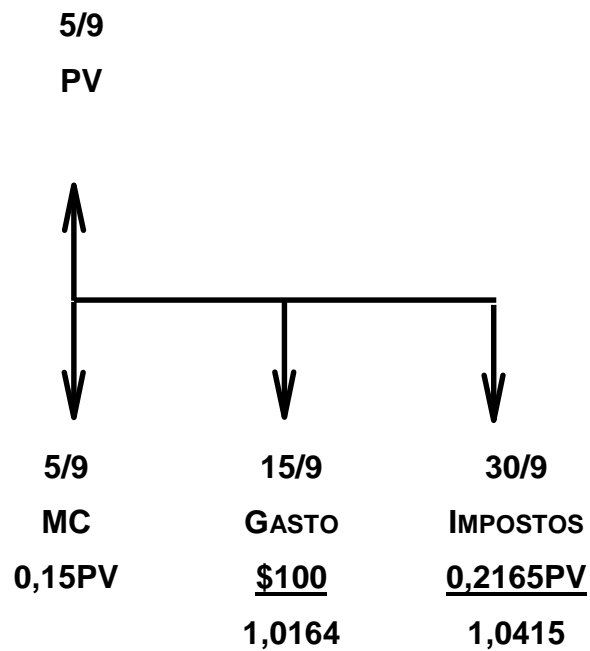 5/9
PV
5/9 15/9 30/9
MC GASTO IMPOSTOS
0,15PV $100 0,2165PV
1,0164 1,0415